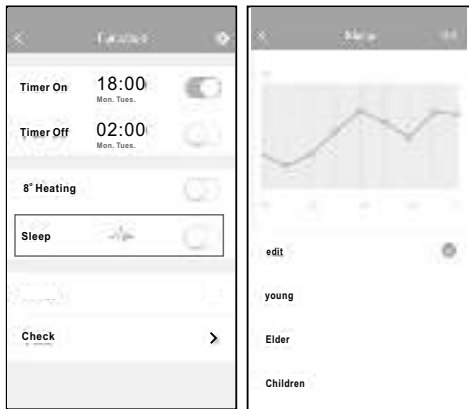 Function
Timer On 18:00
Mon. Tues.
Timer Off 02:00
Mon. Tues.
8° Heating
Sleep
Check
edit
young
Elder
Children